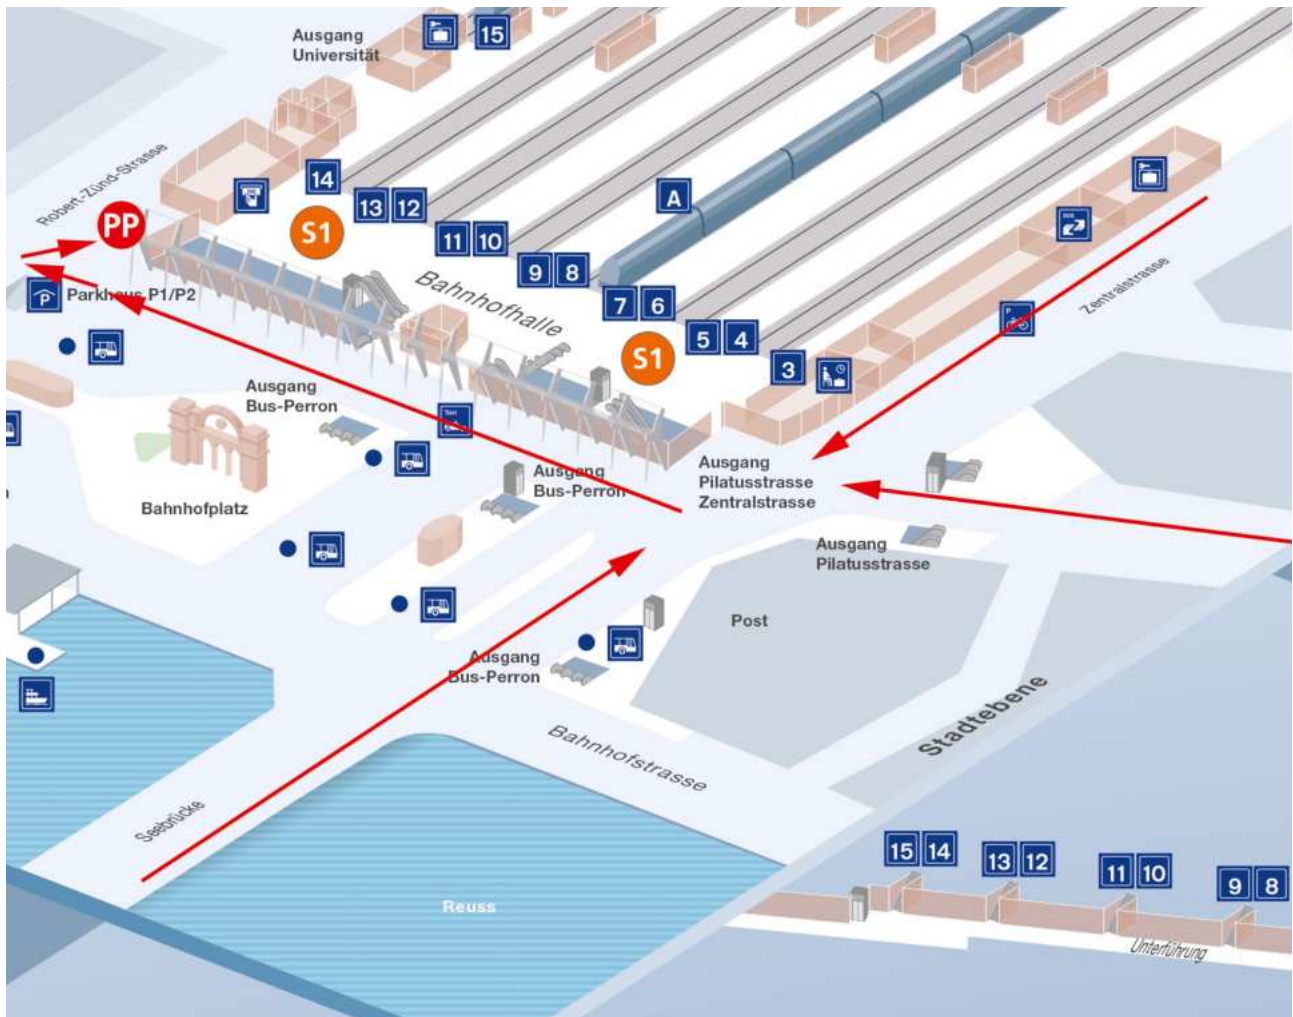 Ausgang
Universität
15
Robert-Zünd-Strasse
14
13 12
A
SOS
PP
S1
11 10
9 8
Bahnhofhalle
Zentralstrasse
P
Parkhaus P1/P2
7 6
P
5 4
S1
3
Ausgang
Bus-Perron
Taxi
Ausgang
Bus-Perron
Ausgang
Pilatusstrasse
Zentralstrasse
Bahnhofplatz
n
Ausgang
Pilatusstrasse
Post
Ausgang
Bus-Perron
Stadtebene
Bahnhofstrasse
Seebrücke
Reuss
15 14
13 12
11 10
9 8
Unterführung